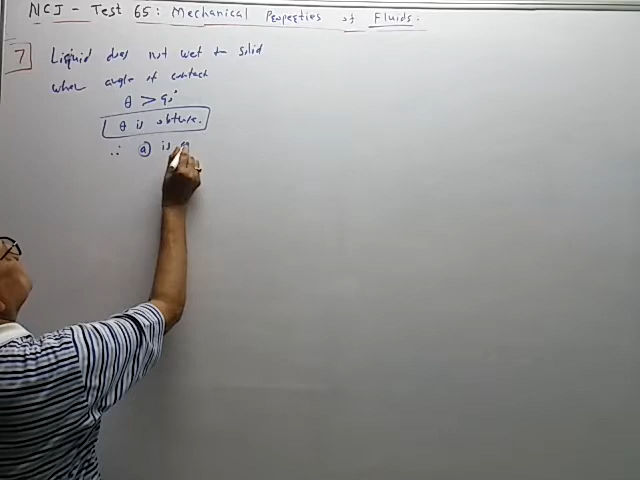 NCJ - Test 65: Mechanical Properties of Fluids.
7 Liquid does not wet the solid
when angle of contact
θ > 90°
θ is obtuse.
∴ (a) is